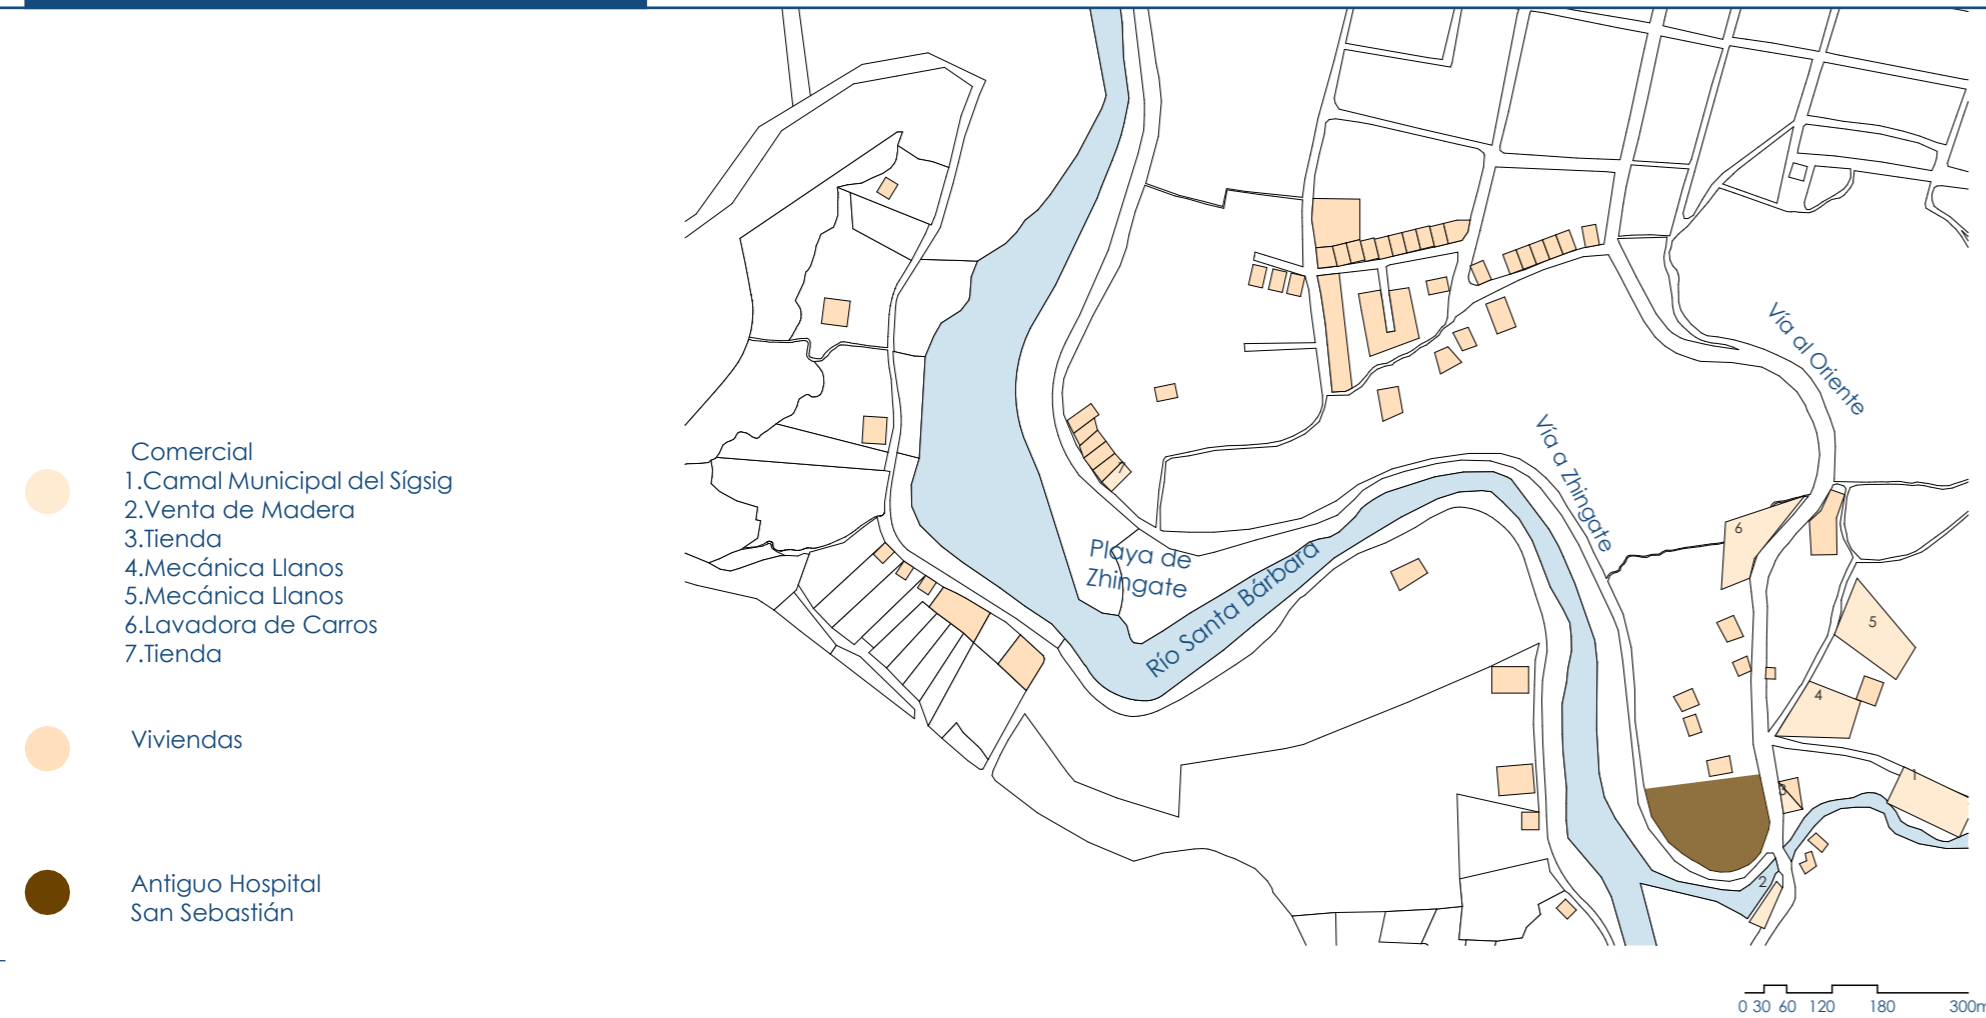 Comercial
1.Camal Municipal del Sígsig
2.Venta de Madera
3.Tienda
4.Mecánica Llanos
5.Mecánica Llanos
6.Lavadora de Carros
7.Tienda
Viviendas
Antiguo Hospital
San Sebastián
Vía al Oriente
Vía a Zhingate
Playa de
Zhingate
Río Santa Bárbara
7
6
5
4
1
3
2
0 30 60 120 180 300m